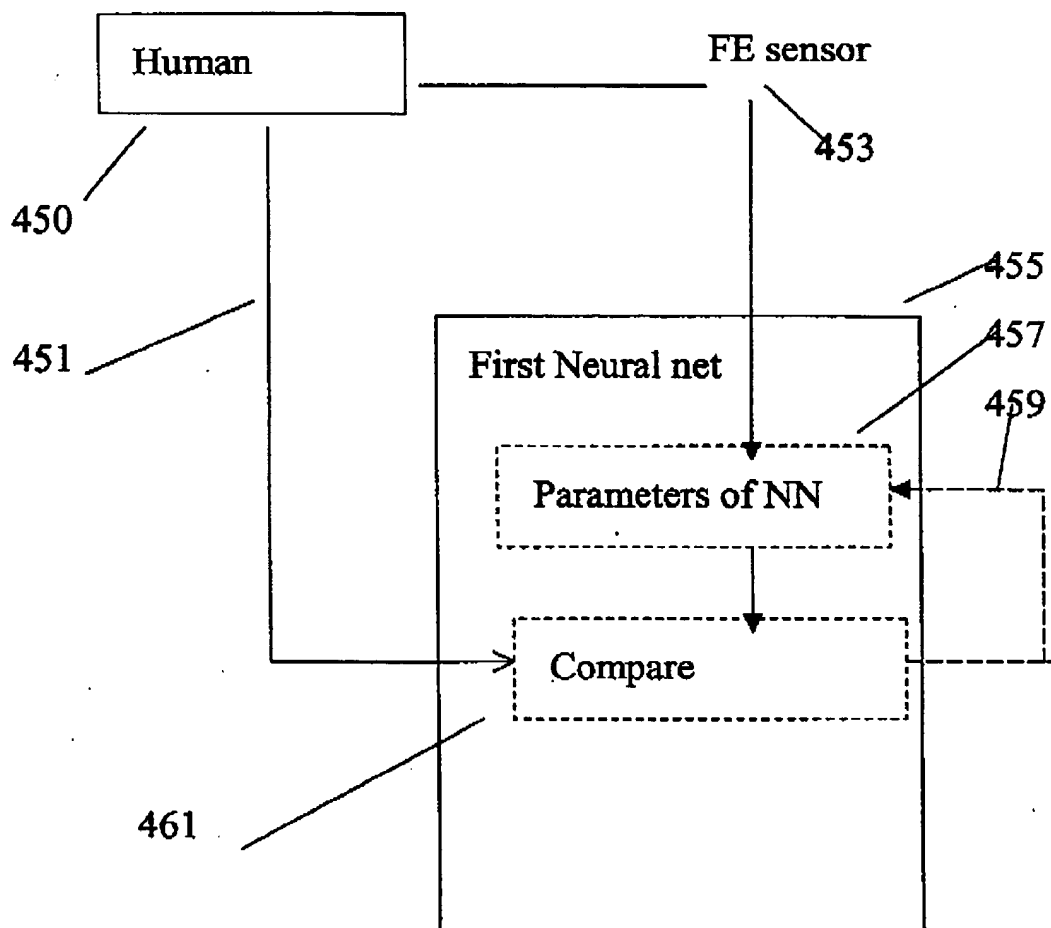 Human
FE sensor
453
450
455
451
457
First Neural net
459
Parameters of NN
Compare
461